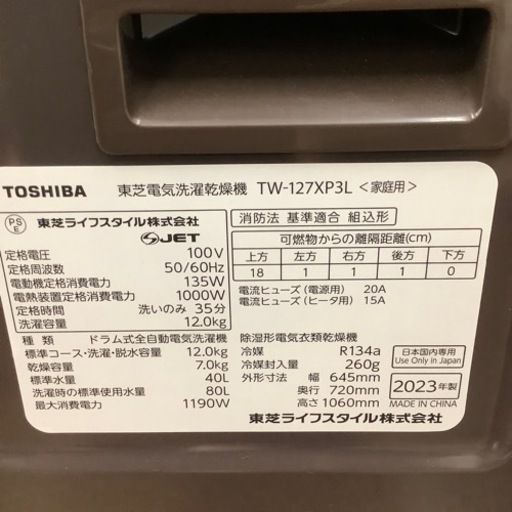 TOSHIBA 東芝電気洗濯乾燥機 TW-127XP3L <家庭用>
PS E 東芝ライフスタイル株式会社
JET
定格電圧 100V
定格周波数 50/60Hz
電動機定格消費電力 135W
電熱装置定格消費電力 1000W
定格時間 洗いのみ 35分
洗濯容量 12.0kg
消防法 基準適合 組込形
可燃物からの離隔距離(cm)
上方 左方 右方 後方 下方
18 1 1 1 0
電流ヒューズ (電源用) 20A
電流ヒューズ (ヒータ用) 15A
種類 ドラム式全自動電気洗濯機
標準コース・洗濯・脱水容量 12.0kg
乾燥容量 7.0kg
標準水量 40L
洗濯時の標準使用水量 80L
最大消費電力 1190W
除湿形電気衣類乾燥機
冷媒 R134a
冷媒封入量 260g
外形寸法 幅 645mm
奥行 720mm
高さ 1060mm
日本国内専用
Use only in Japan
2023年製
MADE IN CHINA
東芝ライフスタイル株式会社